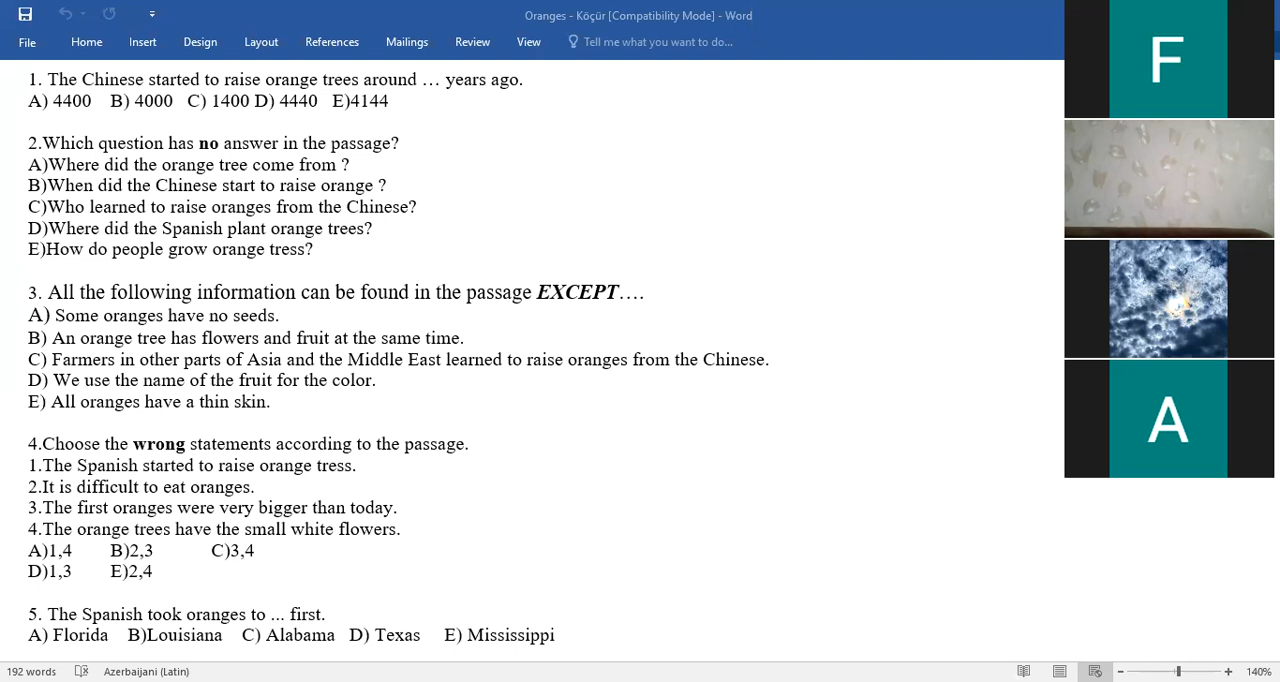 Oranges - Köçür [Compatibility Mode] - Word
File Home Insert Design Layout References Mailings Review View Tell me what you want to do...
1. The Chinese started to raise orange trees around … years ago.
A) 4400 B) 4000 C) 1400 D) 4440 E)4144
2.Which question has no answer in the passage?
A)Where did the orange tree come from ?
B)When did the Chinese start to raise orange ?
C)Who learned to raise oranges from the Chinese?
D)Where did the Spanish plant orange trees?
E)How do people grow orange tress?
3. All the following information can be found in the passage EXCEPT….
A) Some oranges have no seeds.
B) An orange tree has flowers and fruit at the same time.
C) Farmers in other parts of Asia and the Middle East learned to raise oranges from the Chinese.
D) We use the name of the fruit for the color.
E) All oranges have a thin skin.
4.Choose the wrong statements according to the passage.
1.The Spanish started to raise orange tress.
2.It is difficult to eat oranges.
3.The first oranges were very bigger than today.
4.The orange trees have the small white flowers.
A)1,4 B)2,3 C)3,4
D)1,3 E)2,4
5. The Spanish took oranges to ... first.
A) Florida B)Louisiana C) Alabama D) Texas E) Mississippi
192 words Azerbaijani (Latin) 140%
F
A